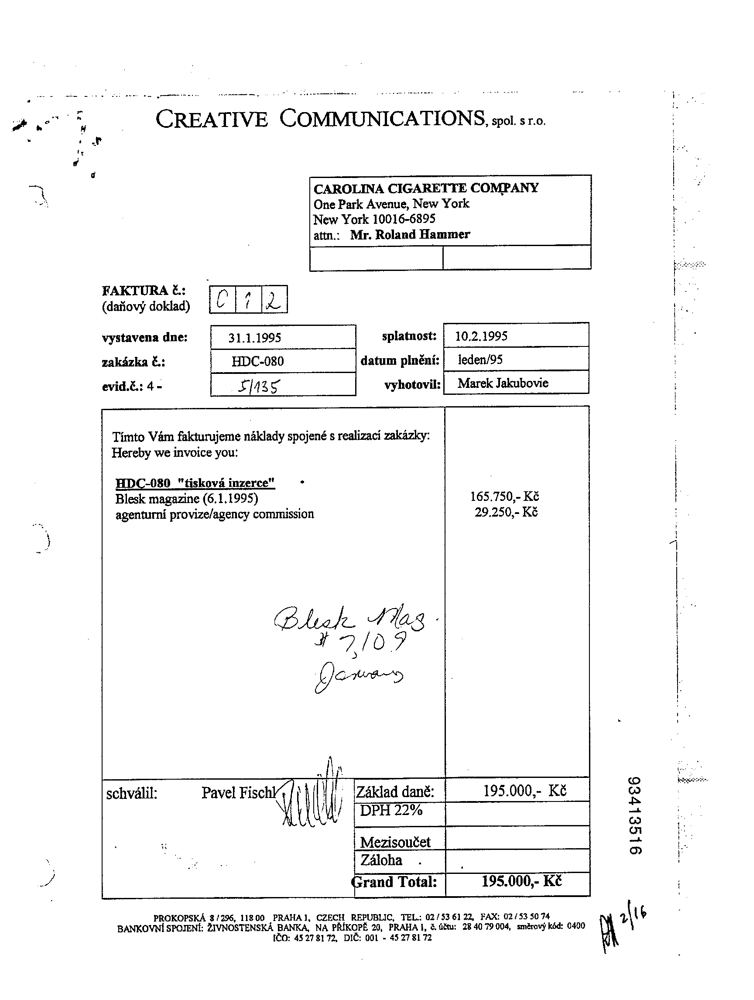 CREATIVE COMMUNICATIONS, spol. s r.o.
CAROLINA CIGARETTE COMPANY
One Park Avenue, New York
New York 10016-6895
attn.: Mr. Roland Hammer
FAKTURA č.: C 1 2
(daňový doklad)
vystavena dne: 31.1.1995 splatnost: 10.2.1995
zakázka č.: HDC-080 datum plnění: leden/95
evid.č.: 4 - 5/135 vyhotovil: Marek Jakubovie
Tímto Vám fakturujeme náklady spojené s realizací zakázky:
Hereby we invoice you:
HDC-080 "tisková inzerce"
Blesk magazine (6.1.1995) 165.750,- Kč
agenturní provize/agency commission 29.250,- Kč
Blesk Mag.
$ 7,109
January
schválil: Pavel Fischl Základ daně: 195.000,- Kč
DPH 22%
Mezisoučet
Záloha
Grand Total: 195.000,- Kč
93413516
2/16
PROKOPSKÁ 8 / 296, 118 00 PRAHA 1, CZECH REPUBLIC, TEL.: 02 / 53 61 22, FAX: 02 / 53 50 74
BANKOVNÍ SPOJENÍ: ŽIVNOSTENSKÁ BANKA, NA PŘÍKOPĚ 20, PRAHA 1, č. účtu: 28 40 79 004, směrový kód: 0400
IČO: 45 27 81 72, DIČ: 001 - 45 27 81 72